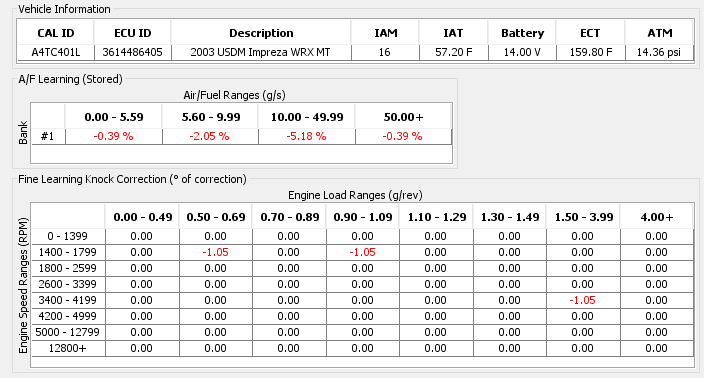 Vehicle Information
CAL ID ECU ID Description IAM IAT Battery ECT ATM
A4TC401L 3614486405 2003 USDM Impreza WRX MT 16 57.20 F 14.00 V 159.80 F 14.36 psi
A/F Learning (Stored)
Air/Fuel Ranges (g/s)
Bank
0.00 - 5.59 5.60 - 9.99 10.00 - 49.99 50.00+
#1 -0.39 % -2.05 % -5.18 % -0.39 %
Fine Learning Knock Correction (° of correction)
Engine Load Ranges (g/rev)
Engine Speed Ranges (RPM)
0.00 - 0.49 0.50 - 0.69 0.70 - 0.89 0.90 - 1.09 1.10 - 1.29 1.30 - 1.49 1.50 - 3.99 4.00+
0 - 1399 0.00 0.00 0.00 0.00 0.00 0.00 0.00 0.00
1400 - 1799 0.00 -1.05 0.00 -1.05 0.00 0.00 0.00 0.00
1800 - 2599 0.00 0.00 0.00 0.00 0.00 0.00 0.00 0.00
2600 - 3399 0.00 0.00 0.00 0.00 0.00 0.00 0.00 0.00
3400 - 4199 0.00 0.00 0.00 0.00 0.00 0.00 -1.05 0.00
4200 - 4999 0.00 0.00 0.00 0.00 0.00 0.00 0.00 0.00
5000 - 12799 0.00 0.00 0.00 0.00 0.00 0.00 0.00 0.00
12800+ 0.00 0.00 0.00 0.00 0.00 0.00 0.00 0.00